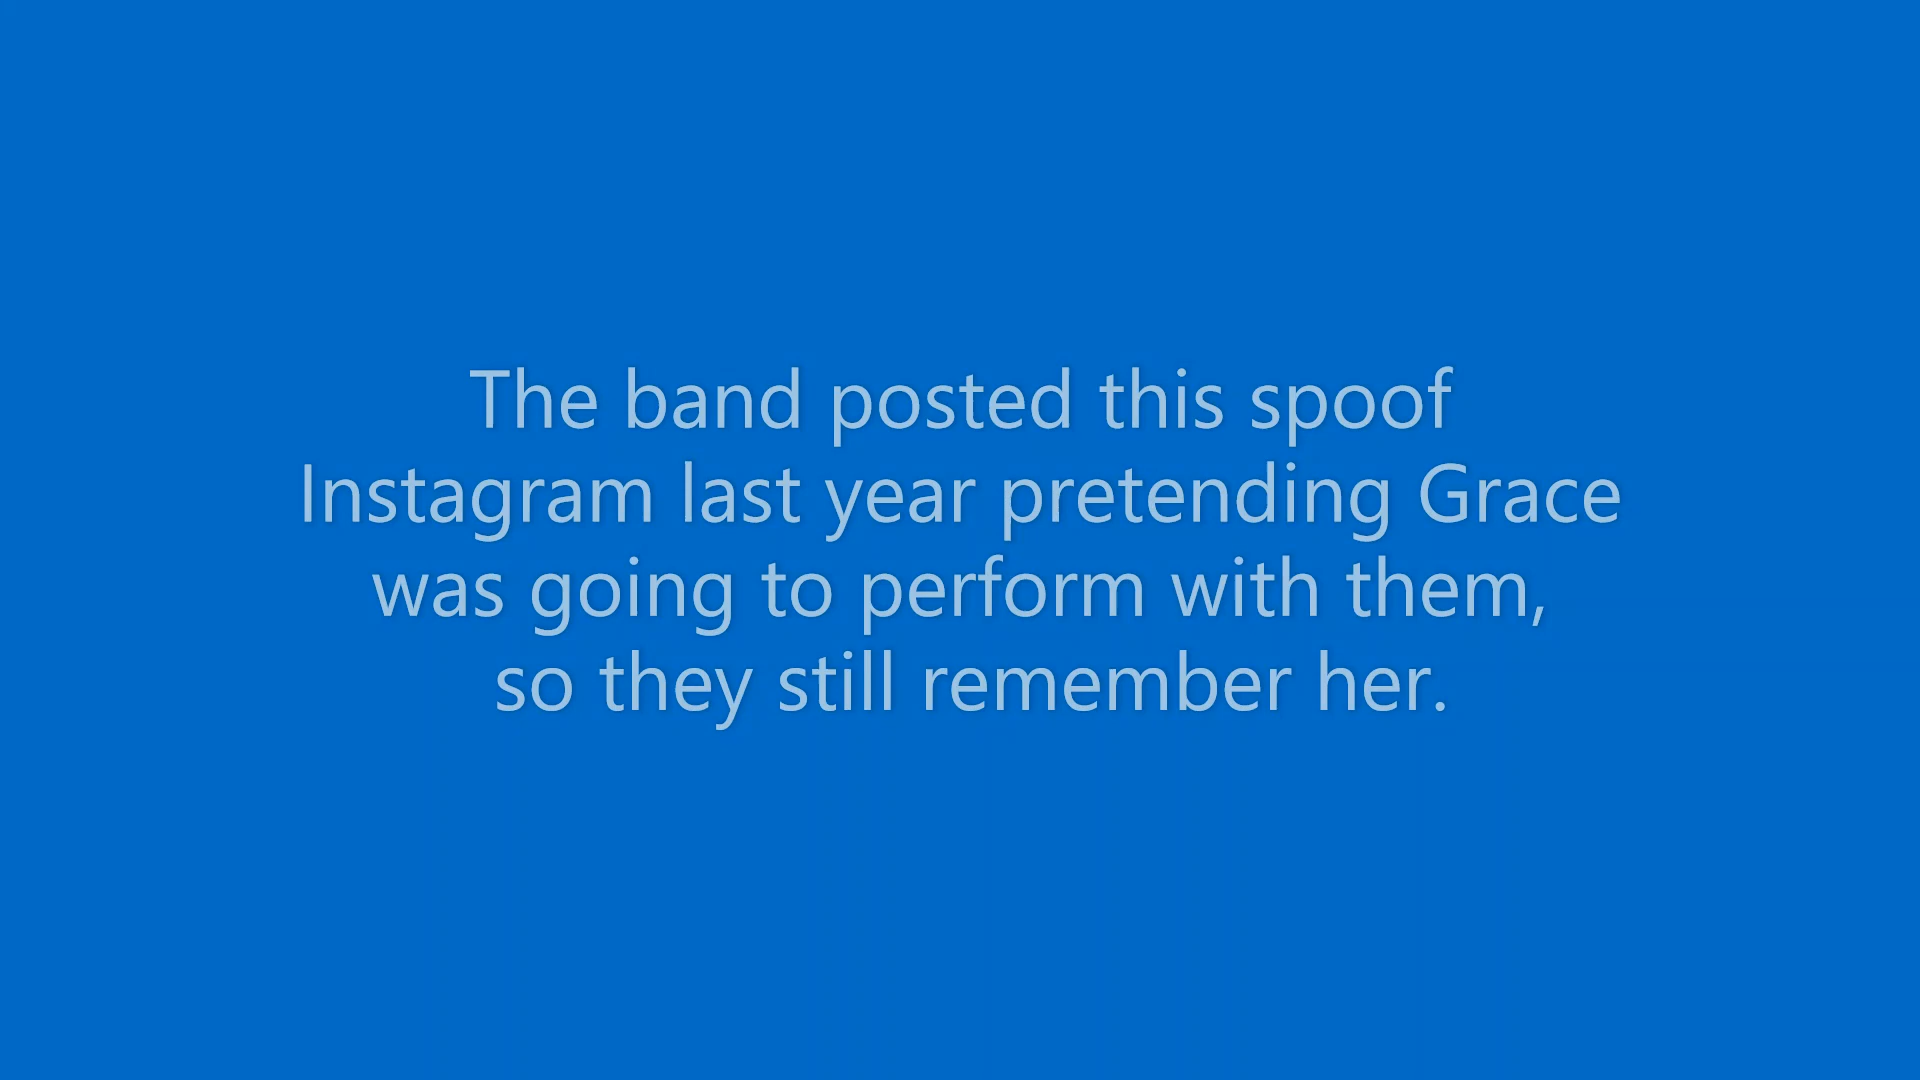 The band posted this spoof
Instagram last year pretending Grace
was going to perform with them,
so they still remember her.